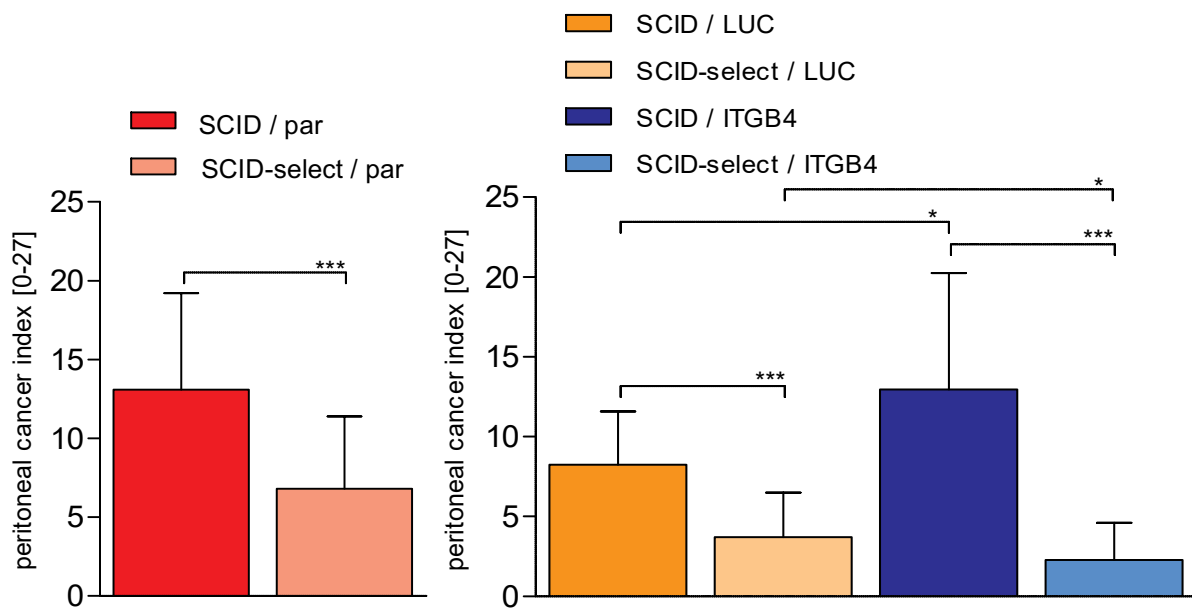 SCID / par
SCID-select / par
peritoneal cancer index [0-27]
25
20
15
10
5
0
***
SCID / LUC
SCID-select / LUC
SCID / ITGB4
SCID-select / ITGB4
peritoneal cancer index [0-27]
25
20
15
10
5
0
*
*
***
***